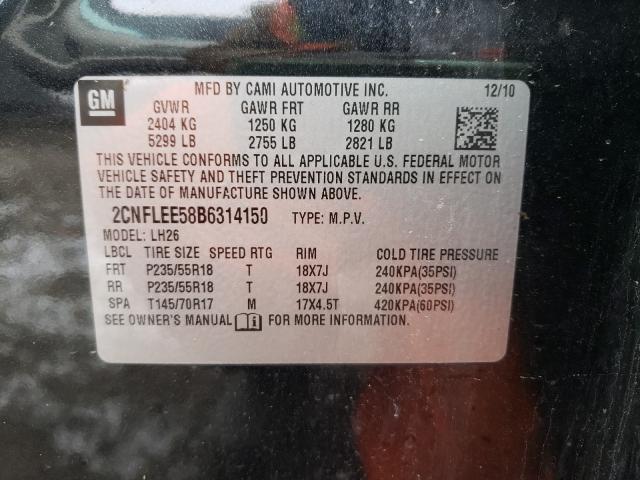 GM
MFD BY CAMI AUTOMOTIVE INC. 12/10
GVWR GAWR FRT GAWR RR
2404 KG 1250 KG 1280 KG
5299 LB 2755 LB 2821 LB
THIS VEHICLE CONFORMS TO ALL APPLICABLE U.S. FEDERAL MOTOR
VEHICLE SAFETY AND THEFT PREVENTION STANDARDS IN EFFECT ON
THE DATE OF MANUFACTURE SHOWN ABOVE.
2CNFLEE58B6314150 TYPE: M.P.V.
MODEL: LH26
LBCL TIRE SIZE SPEED RTG RIM COLD TIRE PRESSURE
FRT P235/55R18 T 18X7J 240KPA(35PSI)
RR P235/55R18 T 18X7J 240KPA(35PSI)
SPA T145/70R17 M 17X4.5T 420KPA(60PSI)
SEE OWNER'S MANUAL FOR MORE INFORMATION